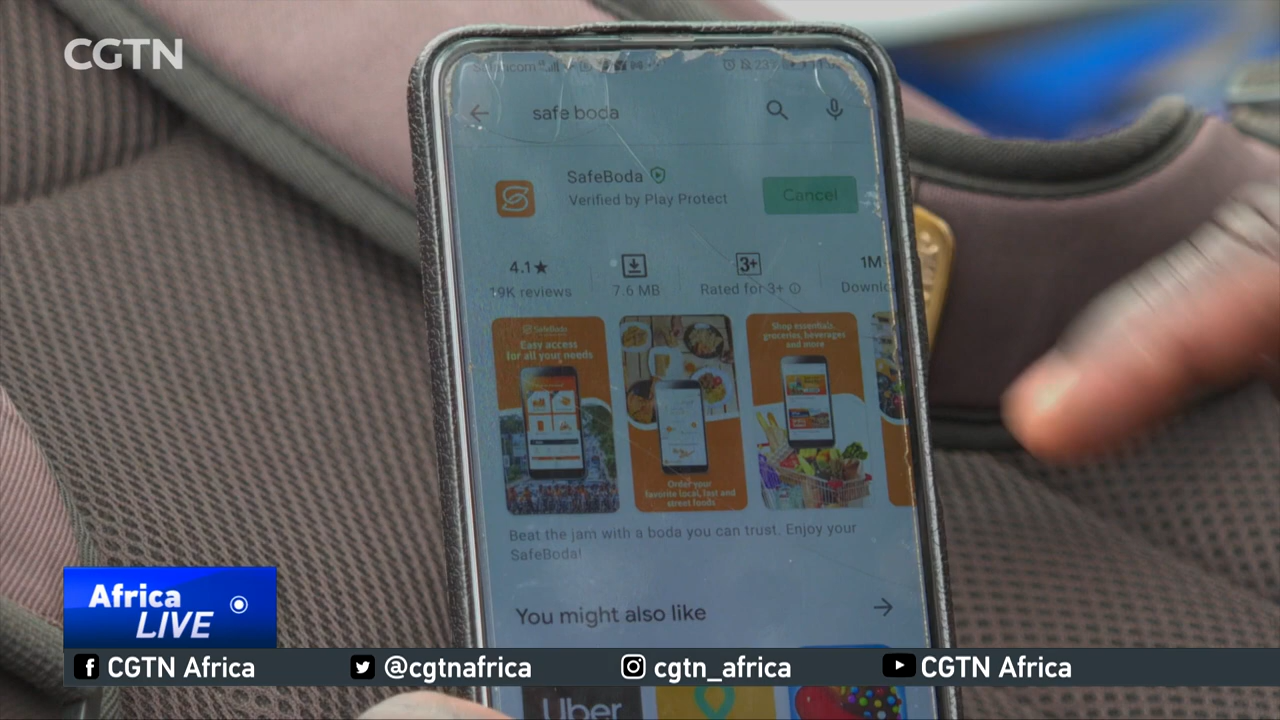 CGTN
safe boda
SafeBoda
Verified by Play Protect
Cancel
4.1★
19K reviews
7.6 MB
3+
Rated for 3+
1M
Downlo
SafeBoda
Easy access
for all your needs
Order your
favorite local, fast and
street foods
Shop essentials,
groceries, beverages
and more
Beat the jam with a boda you can trust. Enjoy your
SafeBoda!
You might also like
Uber
Africa
LIVE
CGTN Africa
@cgtnafrica
cgtn_africa
CGTN Africa